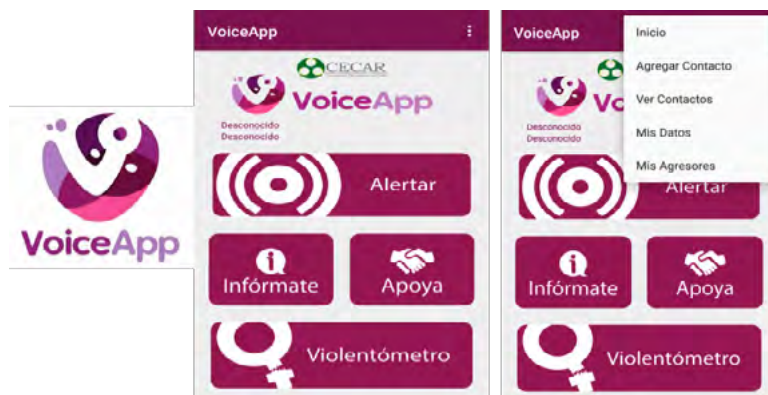 VoiceApp
VoiceApp
CECAR
VoiceApp
Desconocido
Desconocido
Alertar
Infórmate
Apoya
Violentómetro
VoiceApp
Inicio
Agregar Contacto
Ver Contactos
Mis Datos
Mis Agresores
Vo
Desconocido
Desconocido
Alertar
Infórmate
Apoya
Violentómetro